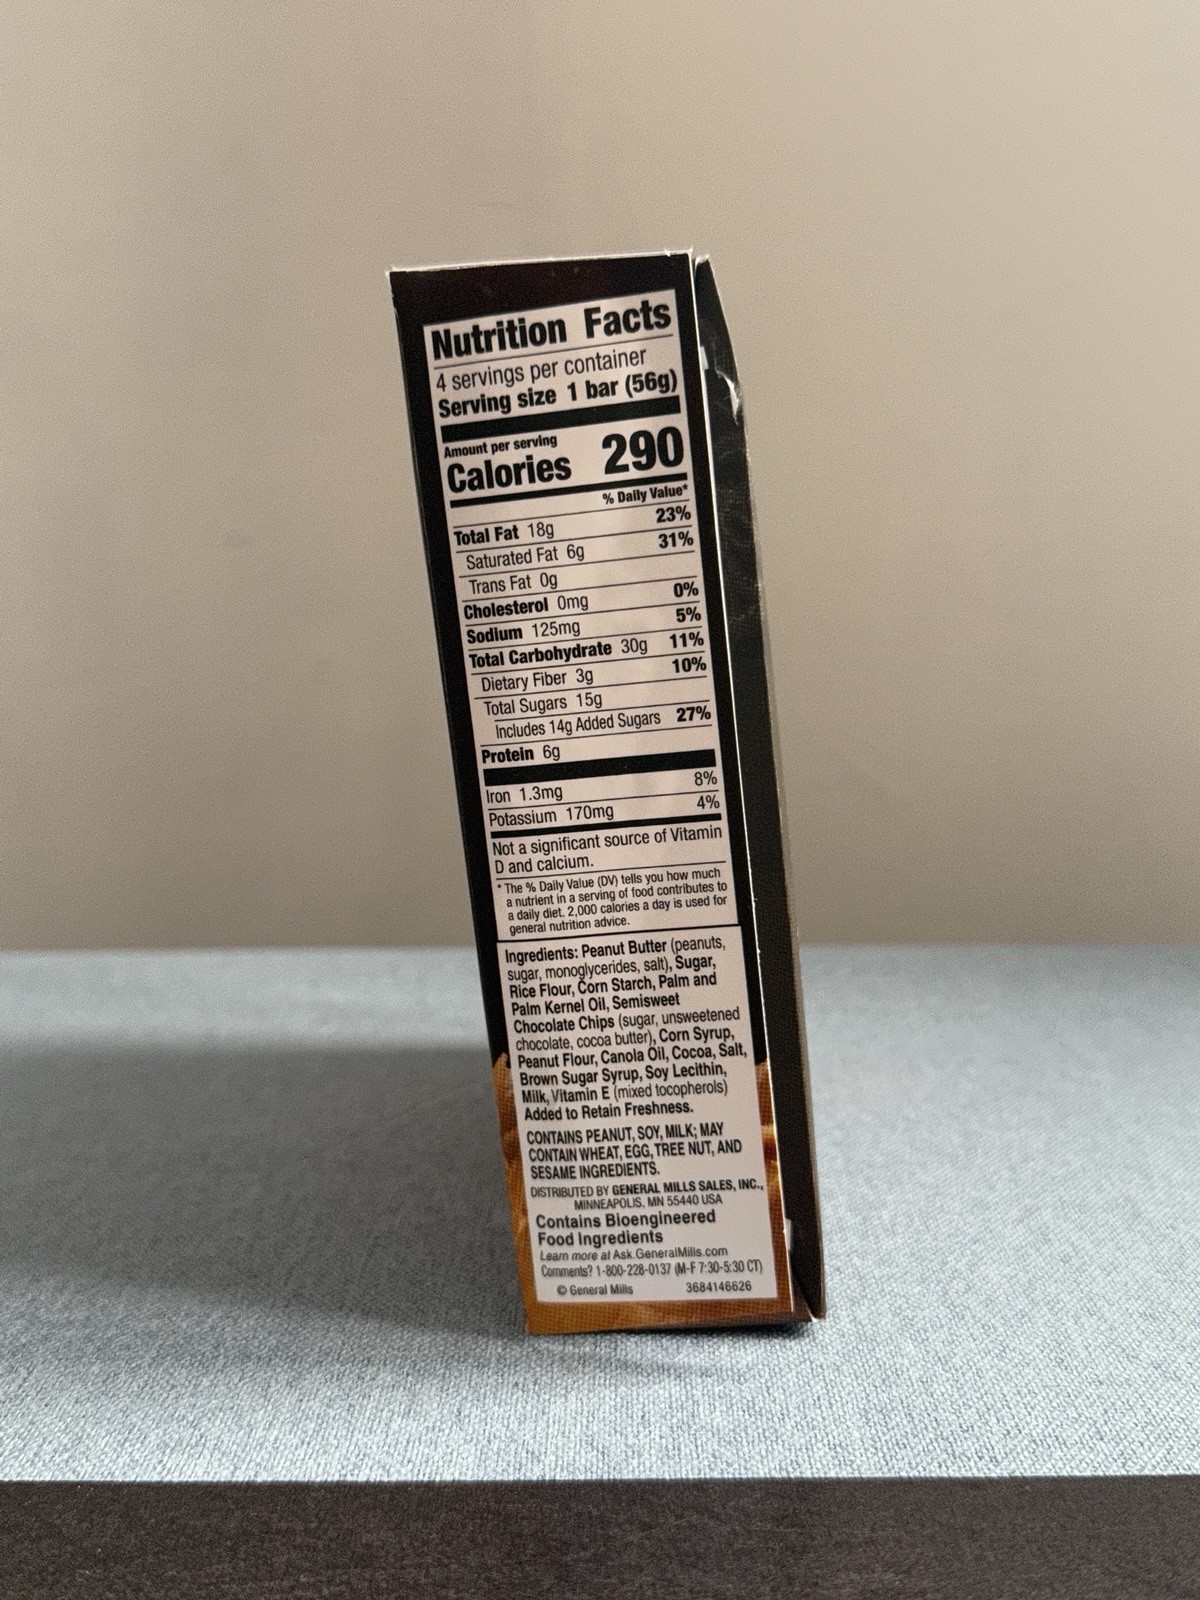 Nutrition Facts
4 servings per container
Serving size 1 bar (56g)
Amount per serving
Calories 290
% Daily Value*
Total Fat 18g 23%
Saturated Fat 6g 31%
Trans Fat 0g
Cholesterol 0mg 0%
Sodium 125mg 5%
Total Carbohydrate 30g 11%
Dietary Fiber 3g 10%
Total Sugars 15g
Includes 14g Added Sugars 27%
Protein 6g
Iron 1.3mg 8%
Potassium 170mg 4%
Not a significant source of Vitamin
D and calcium.
* The % Daily Value (DV) tells you how much
a nutrient in a serving of food contributes to
a daily diet. 2,000 calories a day is used for
general nutrition advice.
Ingredients: Peanut Butter (peanuts,
sugar, monoglycerides, salt), Sugar,
Rice Flour, Corn Starch, Palm and
Palm Kernel Oil, Semisweet
Chocolate Chips (sugar, unsweetened
chocolate, cocoa butter), Corn Syrup,
Peanut Flour, Canola Oil, Cocoa, Salt,
Brown Sugar Syrup, Soy Lecithin,
Milk, Vitamin E (mixed tocopherols)
Added to Retain Freshness.
CONTAINS PEANUT, SOY, MILK; MAY
CONTAIN WHEAT, EGG, TREE NUT, AND
SESAME INGREDIENTS.
DISTRIBUTED BY GENERAL MILLS SALES, INC.,
MINNEAPOLIS, MN 55440 USA
Contains Bioengineered
Food Ingredients
Learn more at Ask.GeneralMills.com
Comments? 1-800-228-0137 (M-F 7:30-5:30 CT)
© General Mills 3684146626